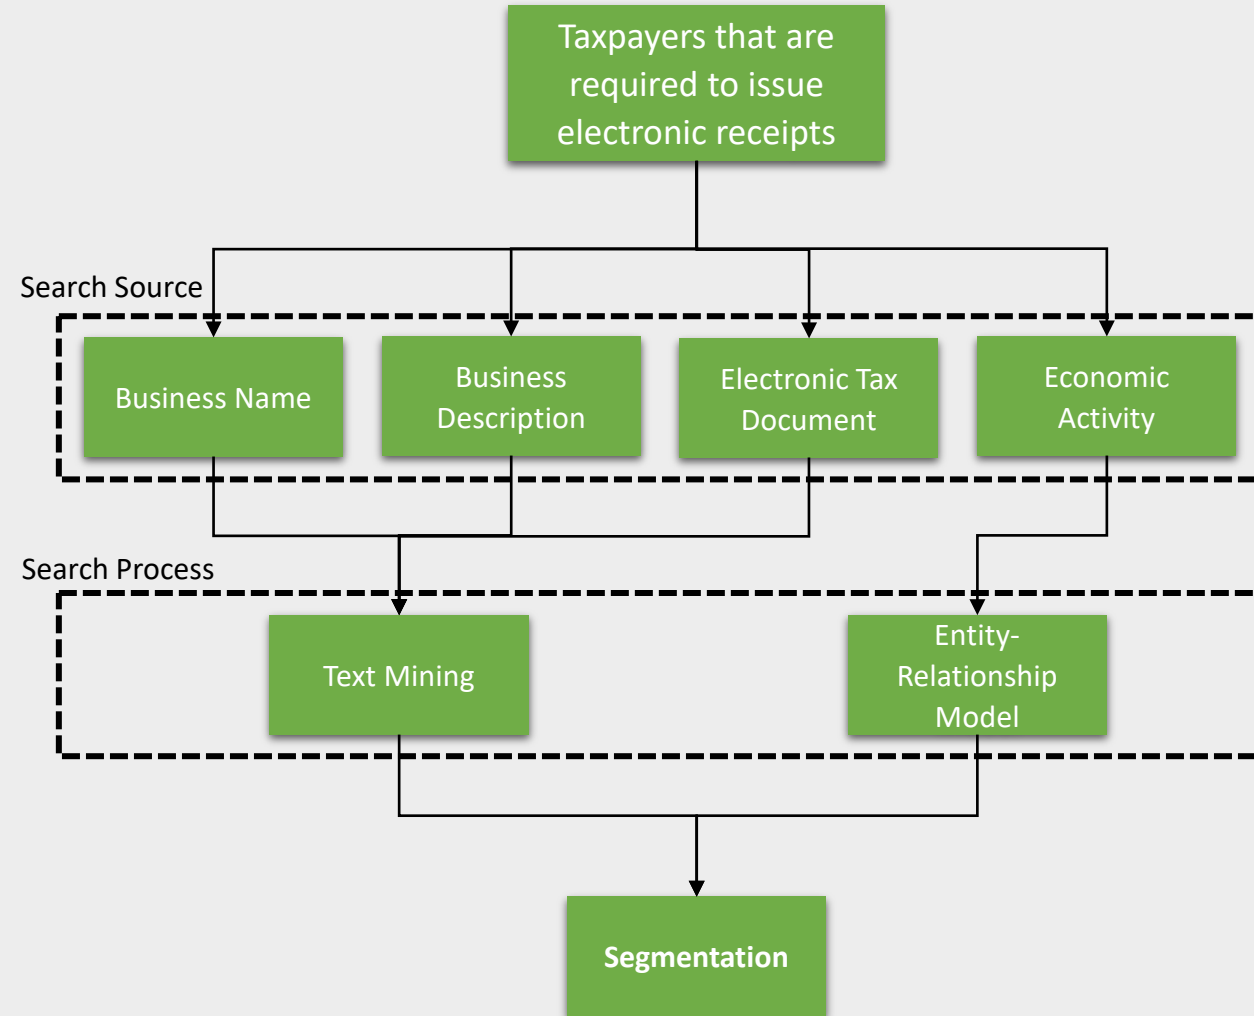 Taxpayers that are
required to issue
electronic receipts
Search Source
Business Name
Business
Description
Electronic Tax
Document
Economic
Activity
Search Process
Text Mining
Entity-
Relationship
Model
Segmentation